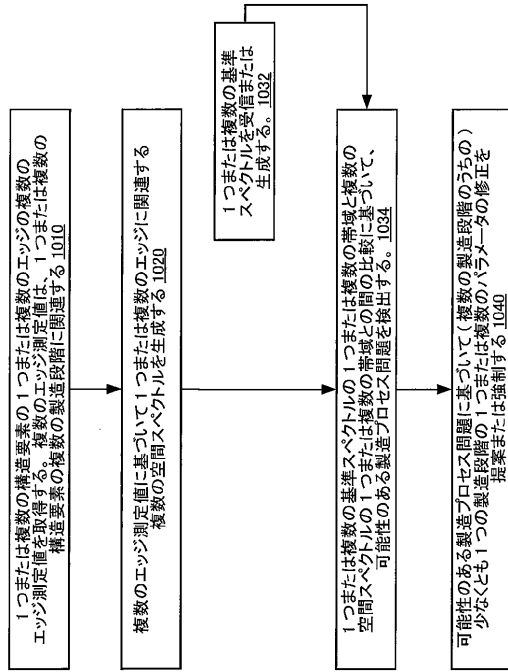 1つまたは複数の構造要素の1つまたは複数のエッジの複数の
エッジ測定値を取得する。複数のエッジ測定値は、1つまたは複数の
構造要素の複数の製造段階に関連する 1010
複数のエッジ測定値に基づいて1つまたは複数のエッジに関連する
複数の空間スペクトルを生成する 1020
1つまたは複数の基準
スペクトルを受信または
生成する。1032
1つまたは複数の基準スペクトルの1つまたは複数の帯域と複数の
空間スペクトルの1つまたは複数の帯域との間の比較に基づいて、
可能性のある製造プロセス問題を検出する。1034
可能性のある製造プロセス問題に基づいて(複数の製造段階のうちの)
少なくとも1つの製造段階の1つまたは複数のパラメータの修正を
提案または強制する 1040